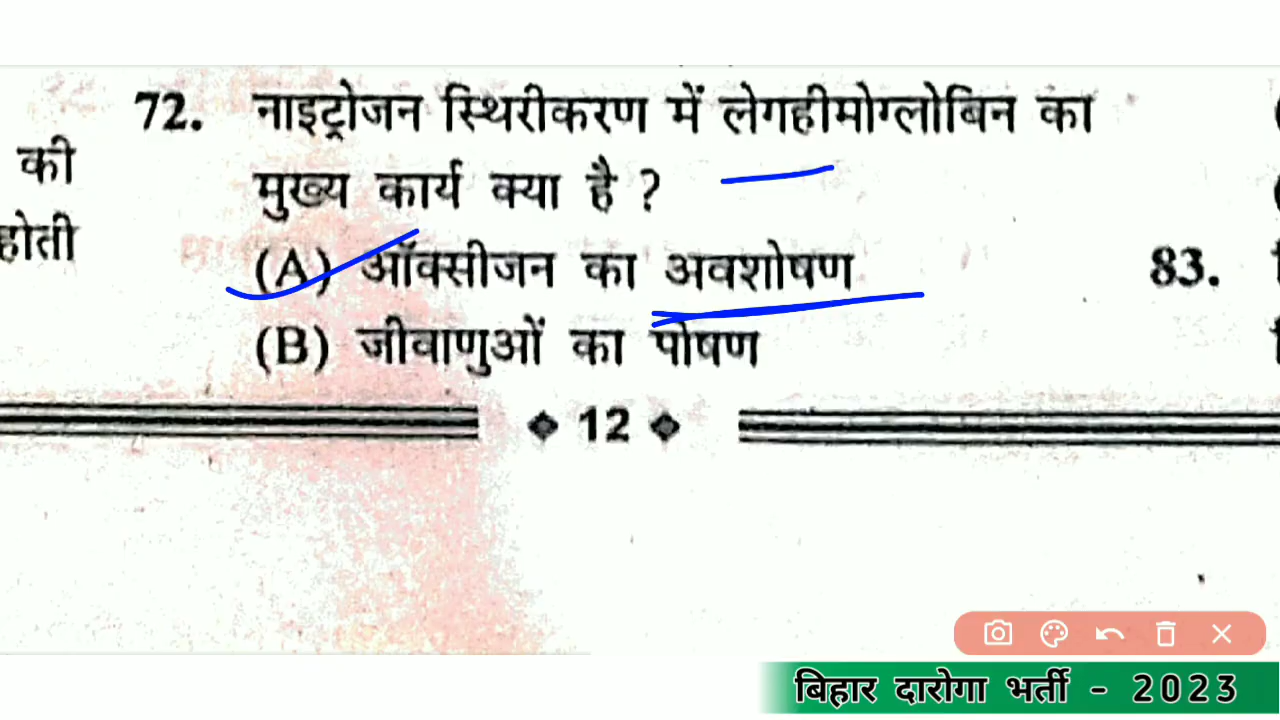 72. नाइट्रोजन स्थिरीकरण में लेगहीमोग्लोबिन का
मुख्य कार्य क्या है ?
(A) ऑक्सीजन का अवशोषण
(B) जीवाणुओं का पोषण
की
होती
83.
12
बिहार दारोगा भर्ती - 2023